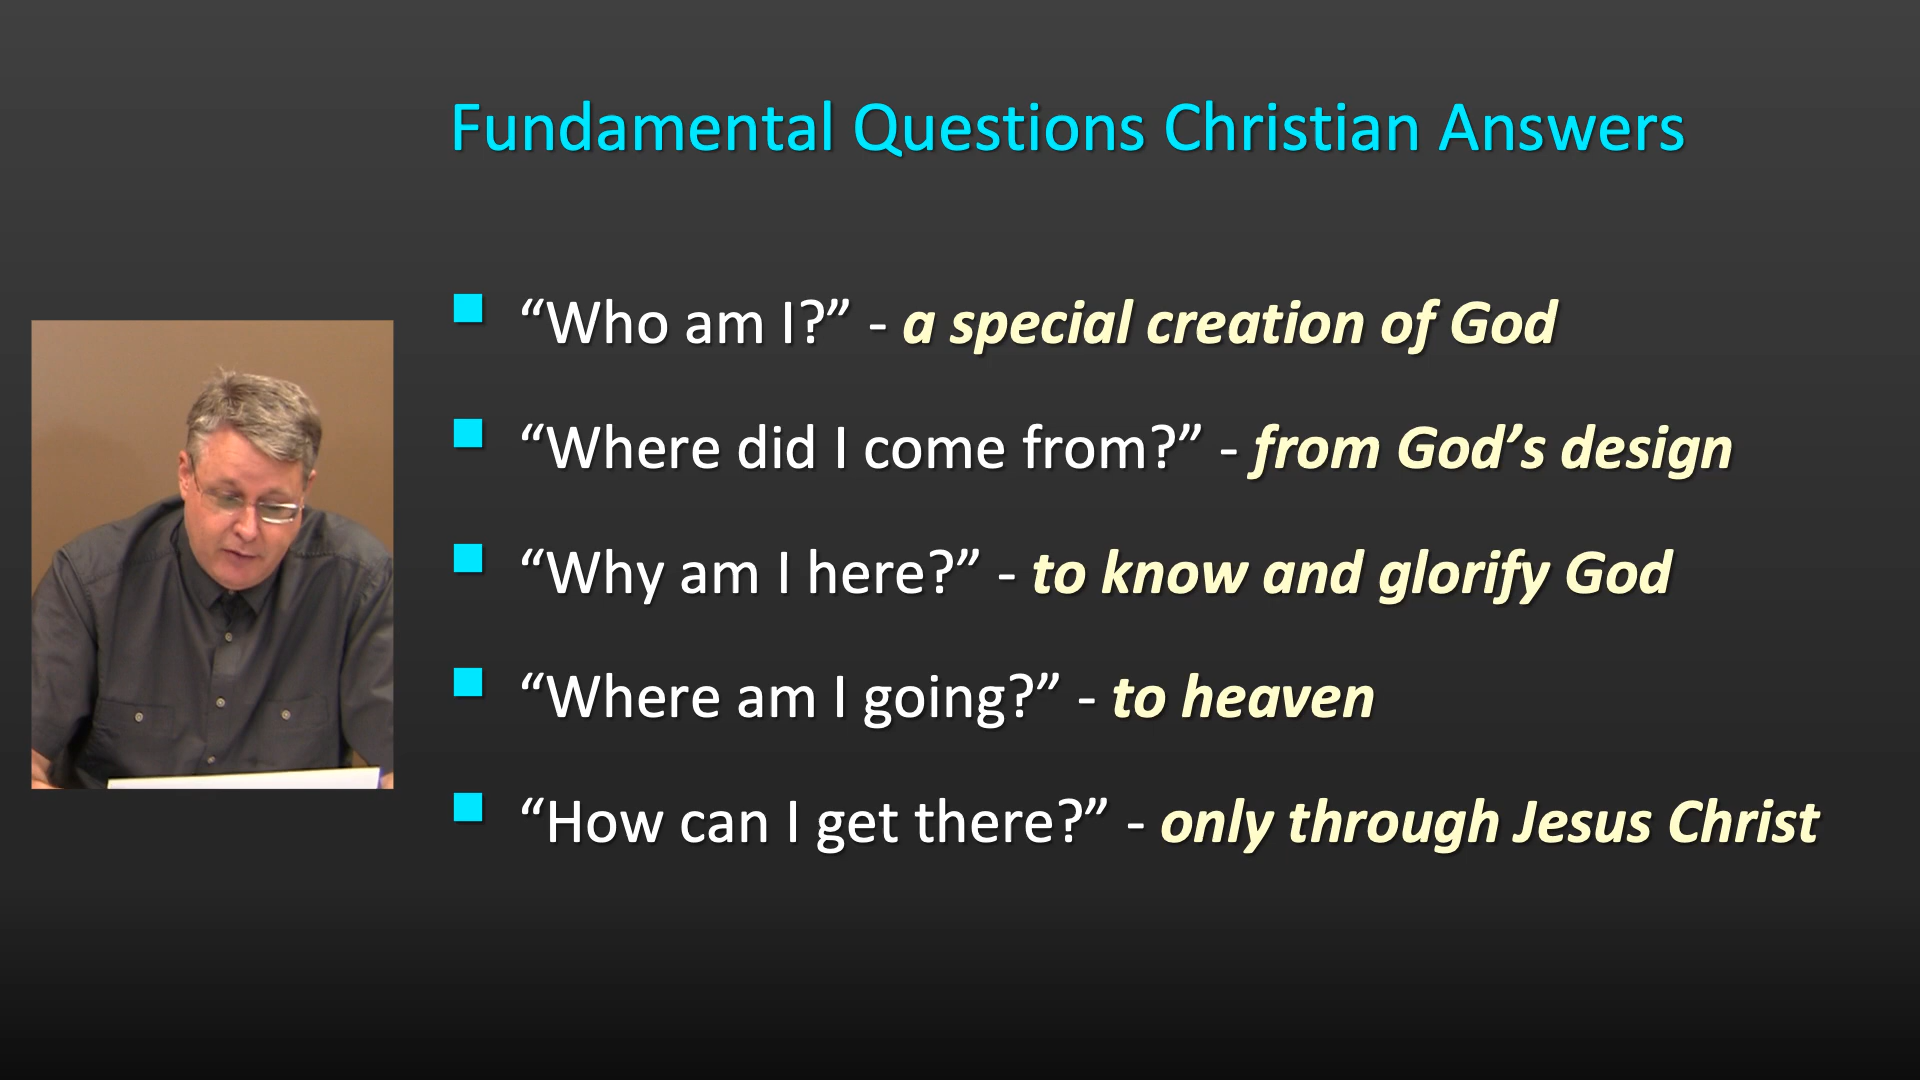 Fundamental Questions Christian Answers
“Who am I?” - a special creation of God
“Where did I come from?” - from God’s design
“Why am I here?” - to know and glorify God
“Where am I going?” - to heaven
“How can I get there?” - only through Jesus Christ